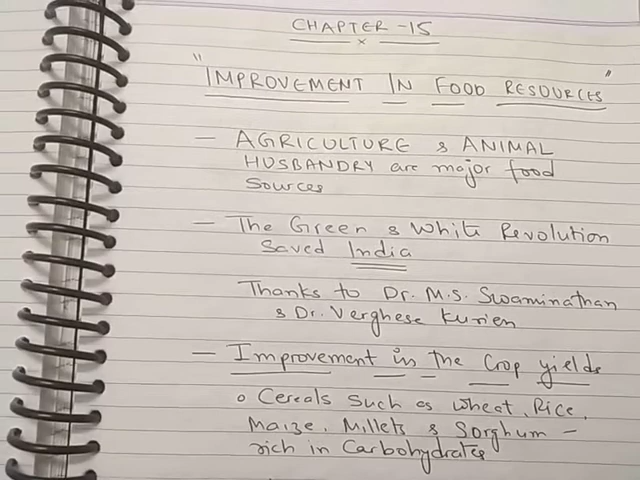 CHAPTER -15
×
"IMPROVEMENT IN FOOD RESOURCES"
- AGRICULTURE & ANIMAL
HUSBANDRY are major food
Sources
- The Green & White Revolution
Saved India
Thanks to Dr. M.S. Swaminathan
& Dr. Verghese Kurien
- Improvement in the Crop yields
o Cereals such as wheat, Rice,
Maize, Millets & Sorghum -
rich in Carbohydrates